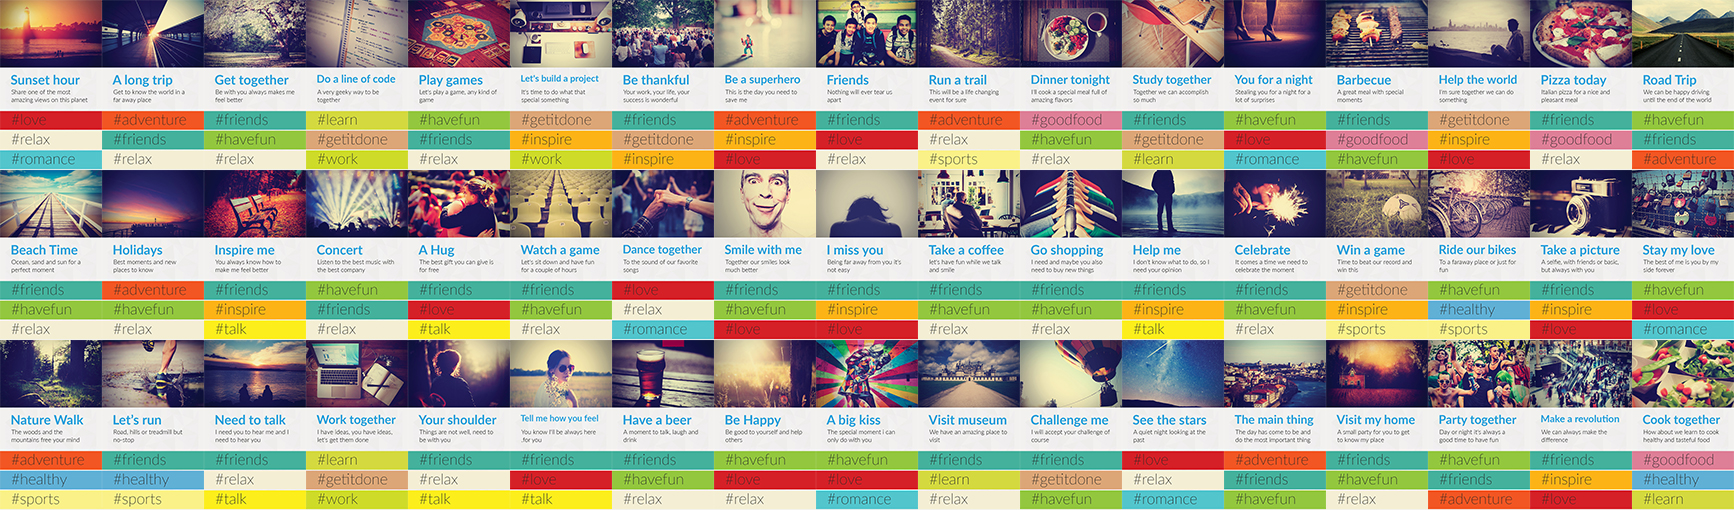 Sunset hour
Share one of the most
amazing views on this planet
#love
#relax
#romance
A long trip
Get to know the world in a
far away place
#adventure
#friends
#relax
Get together
Be with you always makes me
feel better
#friends
#havefun
#relax
Do a line of code
A very geeky way to be
together
#learn
#getitdone
#work
Play games
Let's play a game, any kind of
game
#havefun
#friends
#relax
Let's build a project
It's time to do what that
special something
#getitdone
#inspire
#work
Be thankful
Your work, your life, your
success is wonderful
#friends
#getitdone
#inspire
Be a superhero
This is the day you need to
save me
#adventure
#inspire
#love
Friends
Nothing will ever tear us
apart
#friends
#love
#relax
Run a trail
This will be a life changing
event for sure
#adventure
#relax
#sports
Dinner tonight
I'll cook a special meal full of
amazing flavors
#goodfood
#havefun
#relax
Study together
Together we can accomplish
so much
#friends
#getitdone
#learn
You for a night
Stealing you for a night for a
lot of surprises
#havefun
#love
#romance
Barbecue
A great meal with special
moments
#friends
#goodfood
#havefun
Help the world
I'm sure together we can do
something
#getitdone
#inspire
#love
Pizza today
Italian pizza for a nice and
pleasant meal
#friends
#goodfood
#relax
Road Trip
We can be happy driving
until the end of the world
#havefun
#friends
#adventure
Beach Time
Ocean, sand and sun for a
perfect moment
#friends
#havefun
#relax
Holidays
Best moments and new
places to know
#adventure
#havefun
#relax
Inspire me
You always know how to
make me feel better
#friends
#inspire
#talk
Concert
Listen to the best music with
the best company
#havefun
#friends
#relax
A Hug
The best gift you can give is
for free
#friends
#love
#talk
Watch a game
Let's sit down and have fun
for a couple of hours
#friends
#havefun
#relax
Dance together
To the sound of our favorite
songs
#love
#relax
#romance
Smile with me
Together our smiles look
much better
#friends
#havefun
#love
I miss you
Being far away from you it's
not easy
#friends
#inspire
#love
Take a coffee
let's have fun while we talk
and smile
#friends
#havefun
#relax
Go shopping
I need and maybe you also
need to buy new things
#friends
#havefun
#relax
Help me
I don't know what to do, so I
need your opinion
#friends
#inspire
#talk
Celebrate
It comes a time we need to
celebrate the moment
#friends
#havefun
#relax
Win a game
Time to beat our record and
win this
#getitdone
#inspire
#sports
Ride our bikes
To a faraway place or just for
fun
#havefun
#healthy
#sports
Take a picture
A selfie, with friends or basic,
but always with you
#friends
#inspire
#love
Stay my love
The best of me is you by my
side forever
#havefun
#love
#romance
Nature Walk
The woods and the
mountains free your mind
#adventure
#healthy
#sports
Let's run
Road, hills or treadmill but
no-stop
#friends
#healthy
#sports
Need to talk
I need you to hear me and I
need to hear you
#friends
#relax
#talk
Work together
I have ideas, you have ideas,
let's get them done
#learn
#getitdone
#work
Your shoulder
Things are not well, need to
be with you
#friends
#relax
#talk
Tell me how you feel
You know I'll be always here
,for you
#friends
#love
#talk
Have a beer
A moment to talk, laugh and
drink
#friends
#havefun
#relax
Be Happy
Be good to yourself and help
others
#havefun
#love
#relax
A big kiss
The special moment I can
only do with you
#havefun
#love
#romance
Visit museum
We have an amazing place to
visit
#friends
#learn
#relax
Challenge me
I will accept your challenge of
course
#friends
#getitdone
#havefun
See the stars
A quiet night looking at the
past
#love
#relax
#romance
The main thing
The day has come to be and
do the most important thing
#adventure
#friends
#havefun
Visit my home
A small party for you to get
to know my place
#friends
#havefun
#relax
Party together
Day or night it's always a
good time to have fun
#havefun
#friends
#adventure
Make a revolution
We can always make the
difference
#friends
#inspire
#love
Cook together
How about we learn to cook
healthy and tasteful food
#goodfood
#healthy
#learn